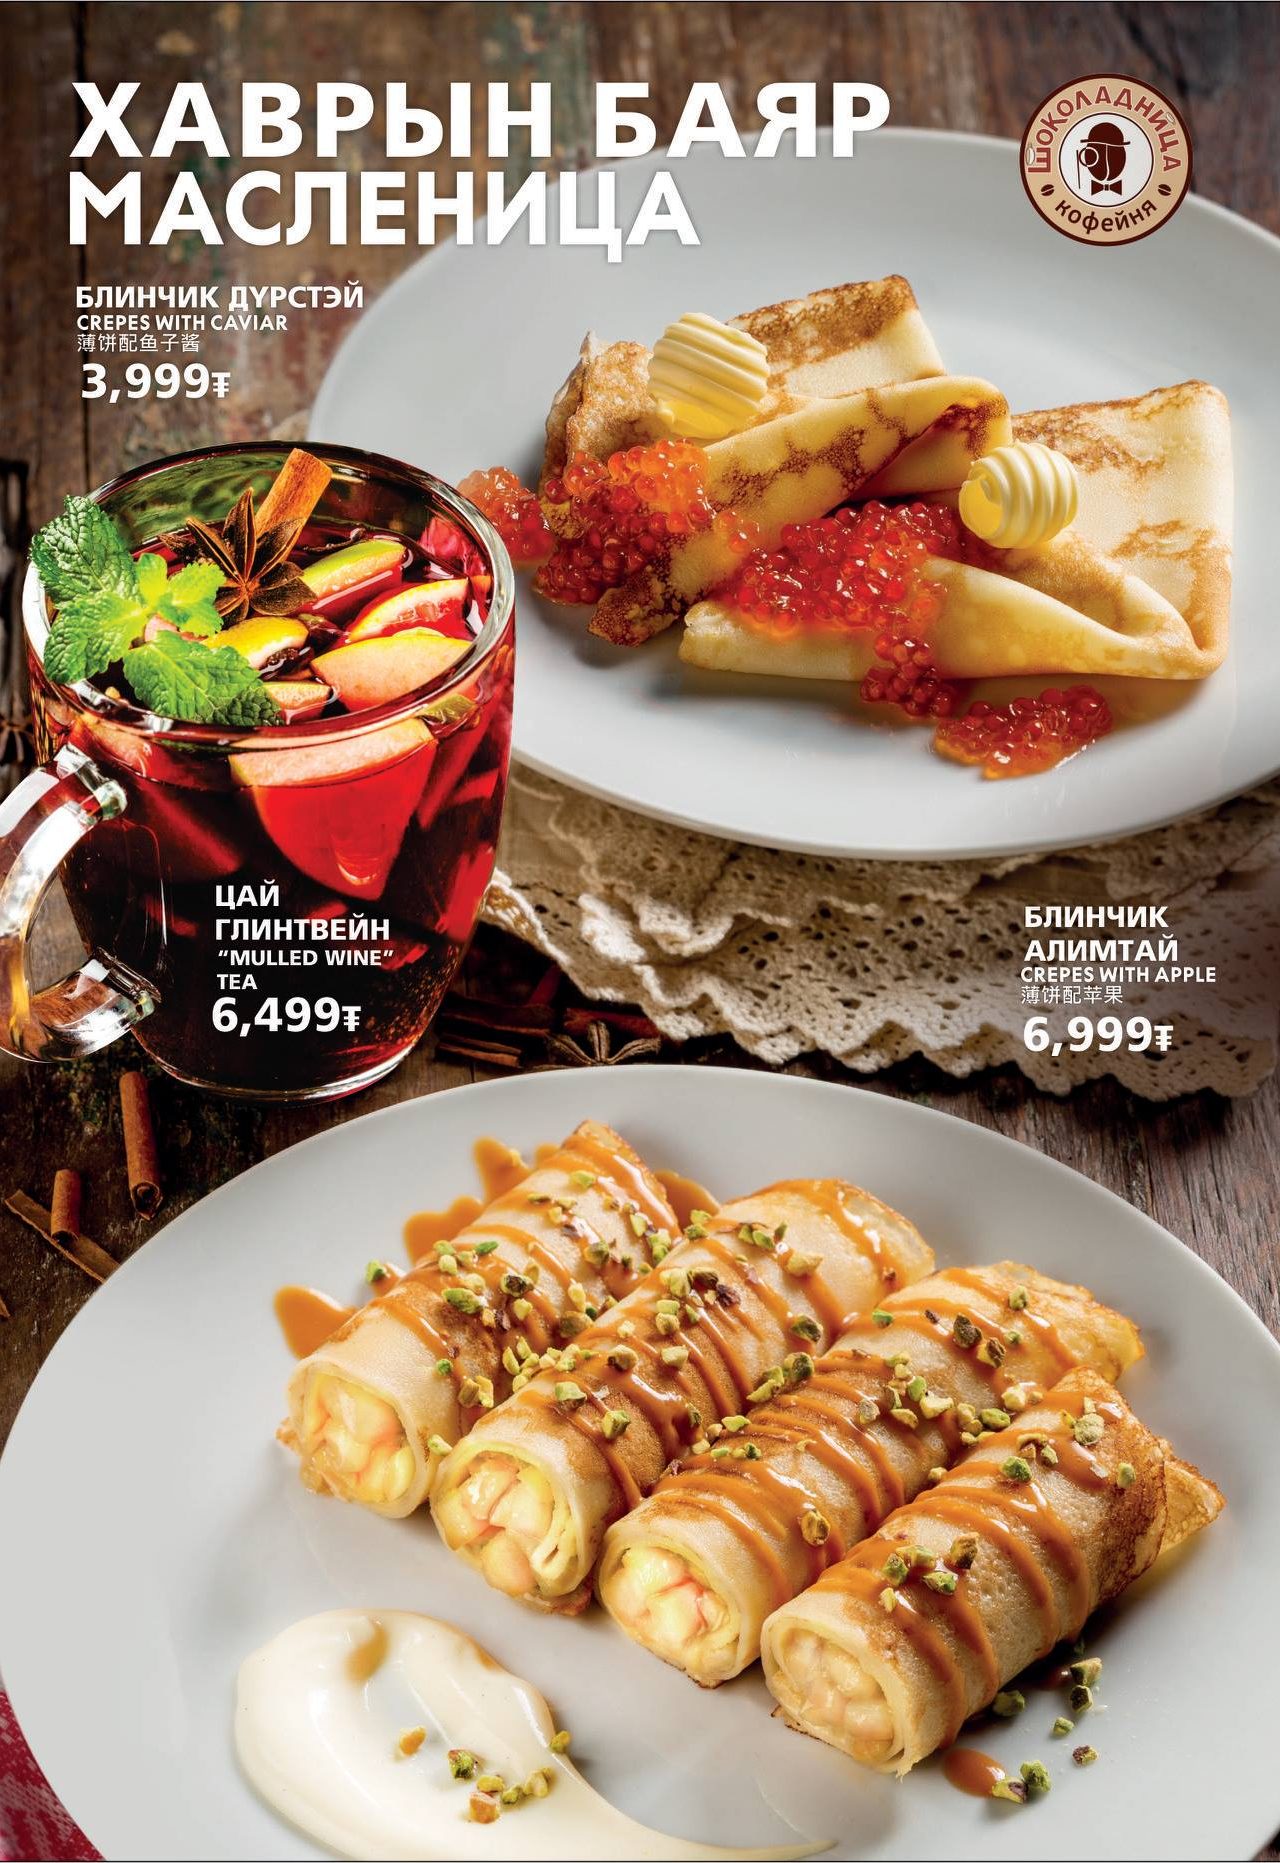 ХАВРЫН БАЯР
МАСЛЕНИЦА
ШОКОЛАДНИЦА
кофейня
БЛИНЧИК ДҮРСТЭЙ
CREPES WITH CAVIAR
薄饼配鱼子酱
3,999₮
ЦАЙ
ГЛИНТВЕЙН
“MULLED WINE”
TEA
6,499₮
БЛИНЧИК
АЛИМТАЙ
CREPES WITH APPLE
薄饼配苹果
6,999₮